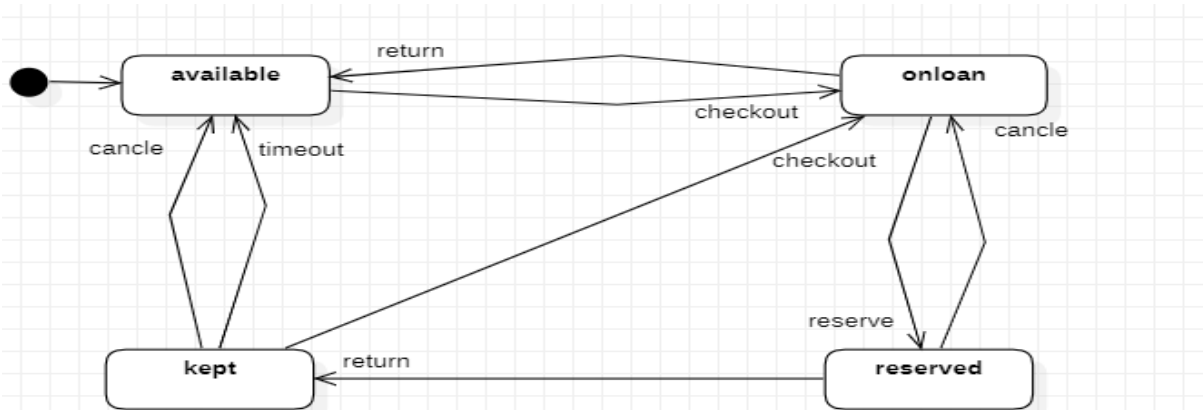 return
available
onloan
checkout
cancle
cancle
timeout
checkout
reserve
return
kept
reserved